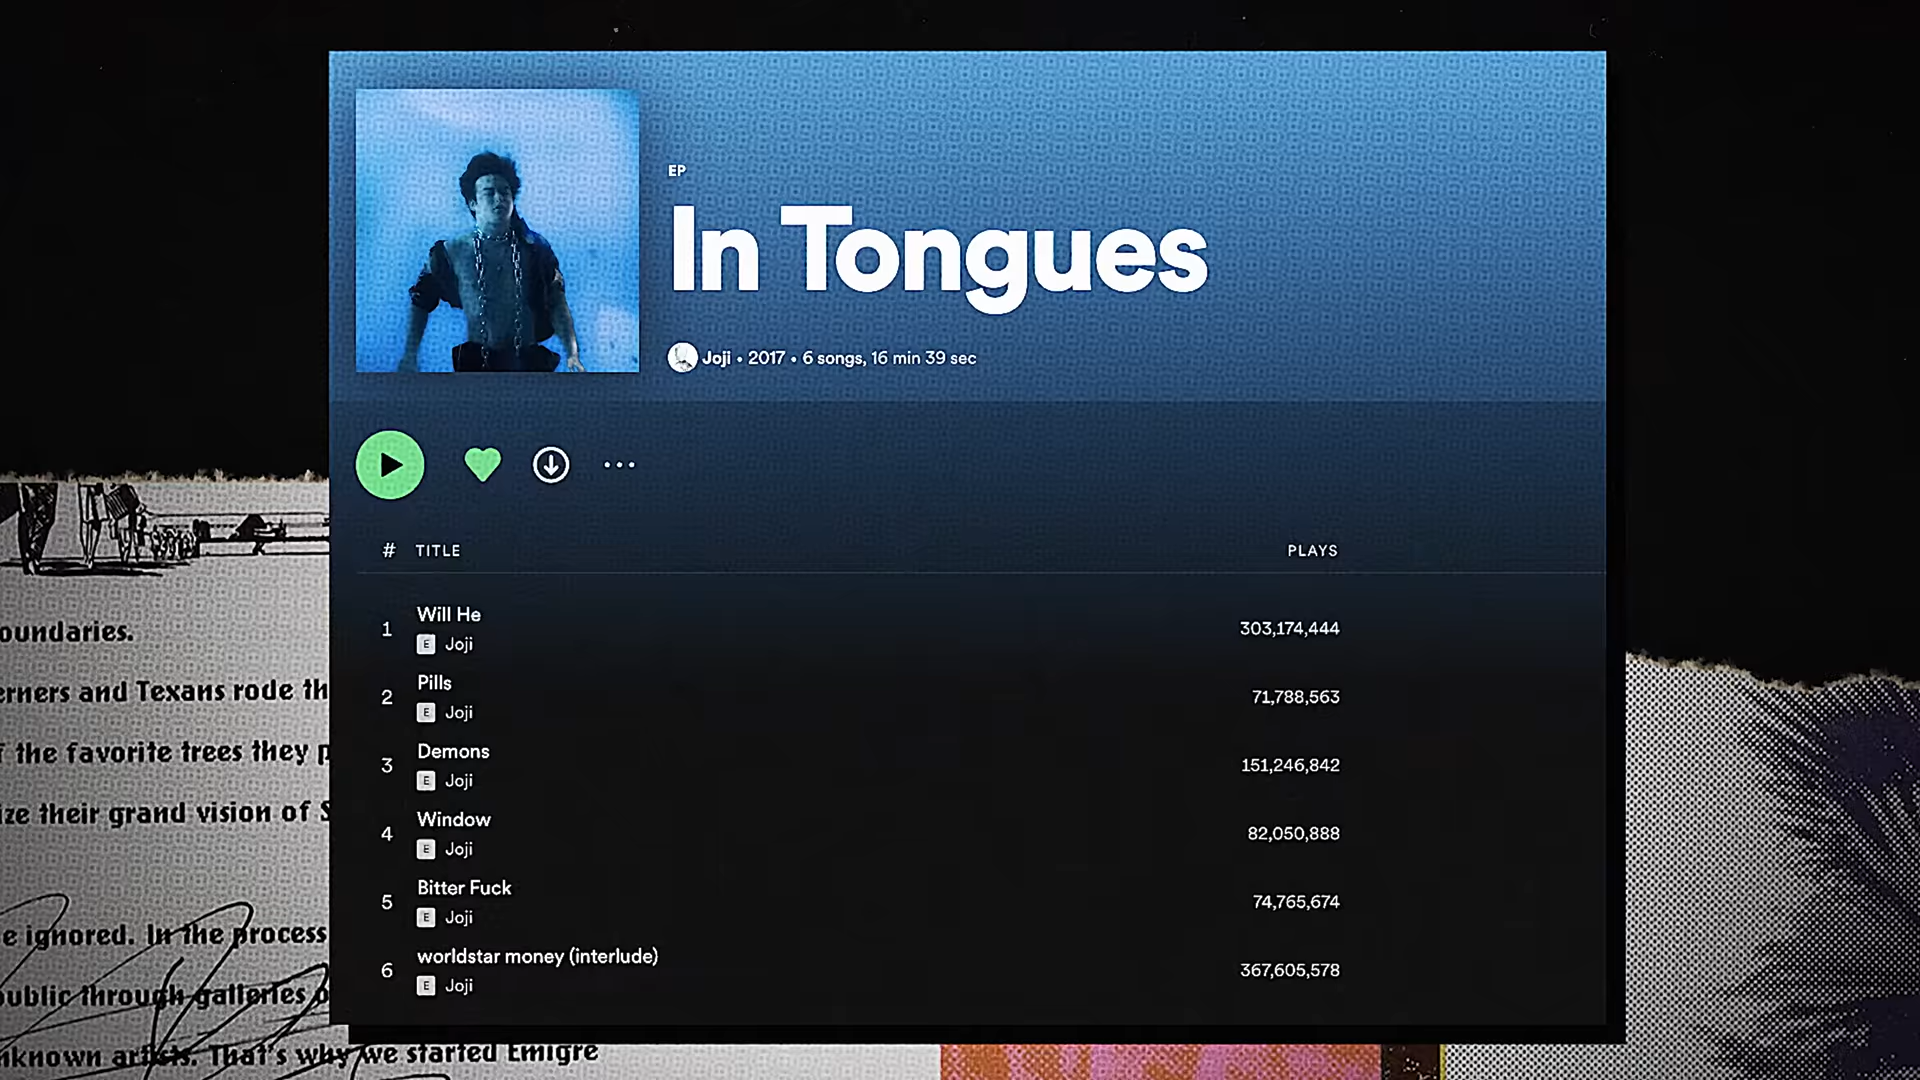 EP
In Tongues
Joji • 2017 • 6 songs, 16 min 39 sec
# TITLE PLAYS
1 Will He 303,174,444
E Joji
2 Pills 71,788,563
E Joji
3 Demons 151,246,842
E Joji
4 Window 82,050,888
E Joji
5 Bitter Fuck 74,765,674
E Joji
6 worldstar money (interlude) 367,605,578
E Joji
oundaries.
erners and Texans rode th
f the favorite trees they p
ize their grand vision of S
e ignored. In the process
public through galleries o
nknown artists. That's why we started Emigre